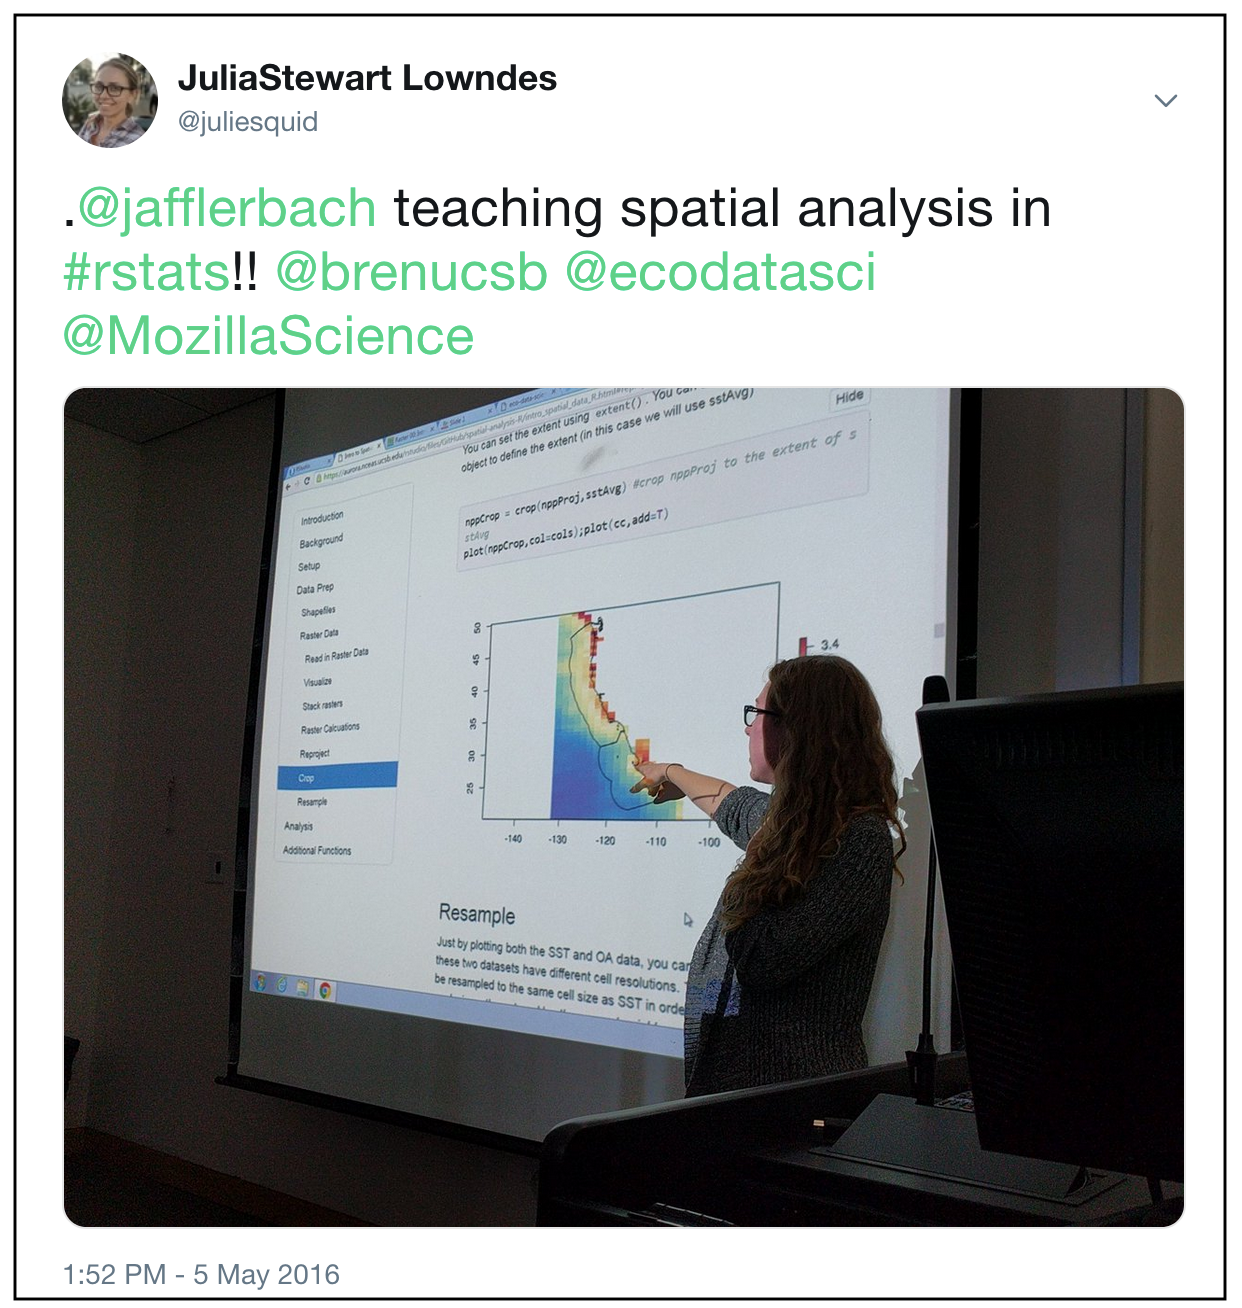 JuliaStewart Lowndes
@juliesquid
.@jafflerbach teaching spatial analysis in
#rstats!! @brenucsb @ecodatasci
@MozillaScience
You can set the extent using extent() . You can
object to define the extent (in this case we will use sstAvg)
Hide
nppCrop = crop(nppProj,sstAvg) #crop nppProj to the extent of s
stAvg
plot(nppCrop,col=cols);plot(cc,add=T)
Introduction
Background
Setup
Data Prep
Shapefiles
Raster Data
Read in Raster Data
Visualize
Stack rasters
Raster Calcuations
Reproject
Crop
Resample
Analysis
Additional Functions
50
45
40
35
30
25
-140 -130 -120 -110 -100
3.4
Resample
Just by plotting both the SST and OA data, you can
these two datasets have different cell resolutions.
be resampled to the same cell size as SST in orde
1:52 PM - 5 May 2016